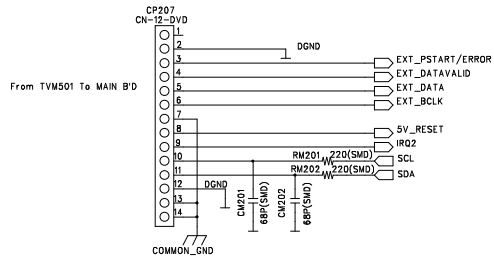 CP207
CN-12-DVD
1
2
DGND
3
EXT_PSTART/ERROR
4
EXT_DATAVALID
From TVM501 To MAIN B'D
5
EXT_DATA
6
EXT_BCLK
7
8
5V_RESET
9
IRQ2
10
RM201
220(SMD)
SCL
11
RM202
220(SMD)
SDA
12
DGND
CM201
68P(SMD)
CM202
68P(SMD)
13
14
COMMON_GND